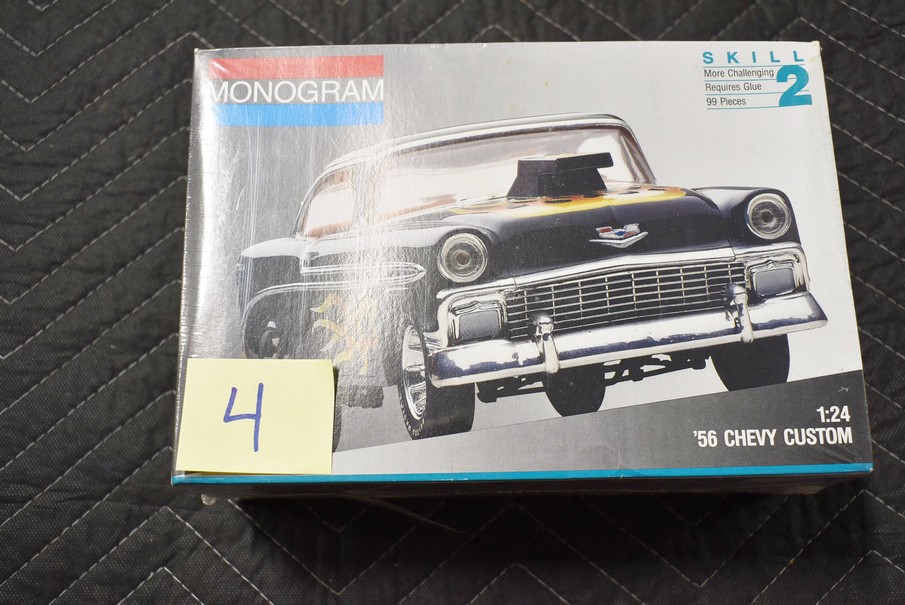 MONOGRAM
SKILL 2
More Challenging
Requires Glue
99 Pieces
4
1:24
'56 CHEVY CUSTOM